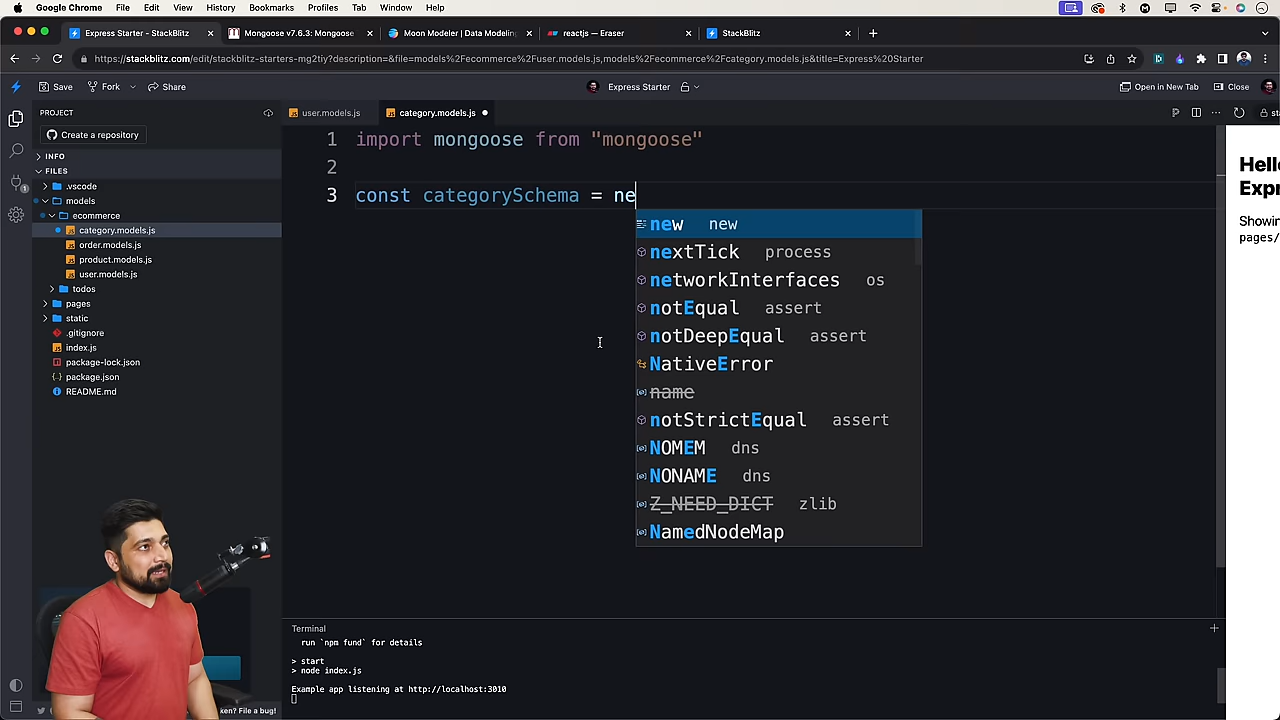 Google Chrome File Edit View History Bookmarks Profiles Tab Window Help
Express Starter - StackBlitz
Mongoose v7.6.3: Mongoose
Moon Modeler | Data Modeling
reactjs — Eraser
StackBlitz
stackblitz.com/edit/stackblitz-starters-mg2tiy?description=&file=models%2Fecommerce%2Fuser.models.js,models%2Fecommerce%2Fcategory.models.js&title=Express%20Starter
Save Fork Share
Express Starter
Open in New Tab Close
PROJECT
Create a repository
INFO
FILES
.vscode
models
ecommerce
category.models.js
order.models.js
product.models.js
user.models.js
todos
pages
static
.gitignore
index.js
package-lock.json
package.json
README.md
user.models.js category.models.js
1 import mongoose from "mongoose"
2
3 const categorySchema = ne
new new
nextTick process
networkInterfaces os
notEqual assert
notDeepEqual assert
NativeError
name
notStrictEqual assert
NOMEM dns
NONAME dns
Z_NEED_DICT zlib
NamedNodeMap
Terminal
run `npm fund` for details
> start
> node index.js
Example app listening at http://localhost:3010
ken? File a bug!
Hell
Expr
Showin
pages/